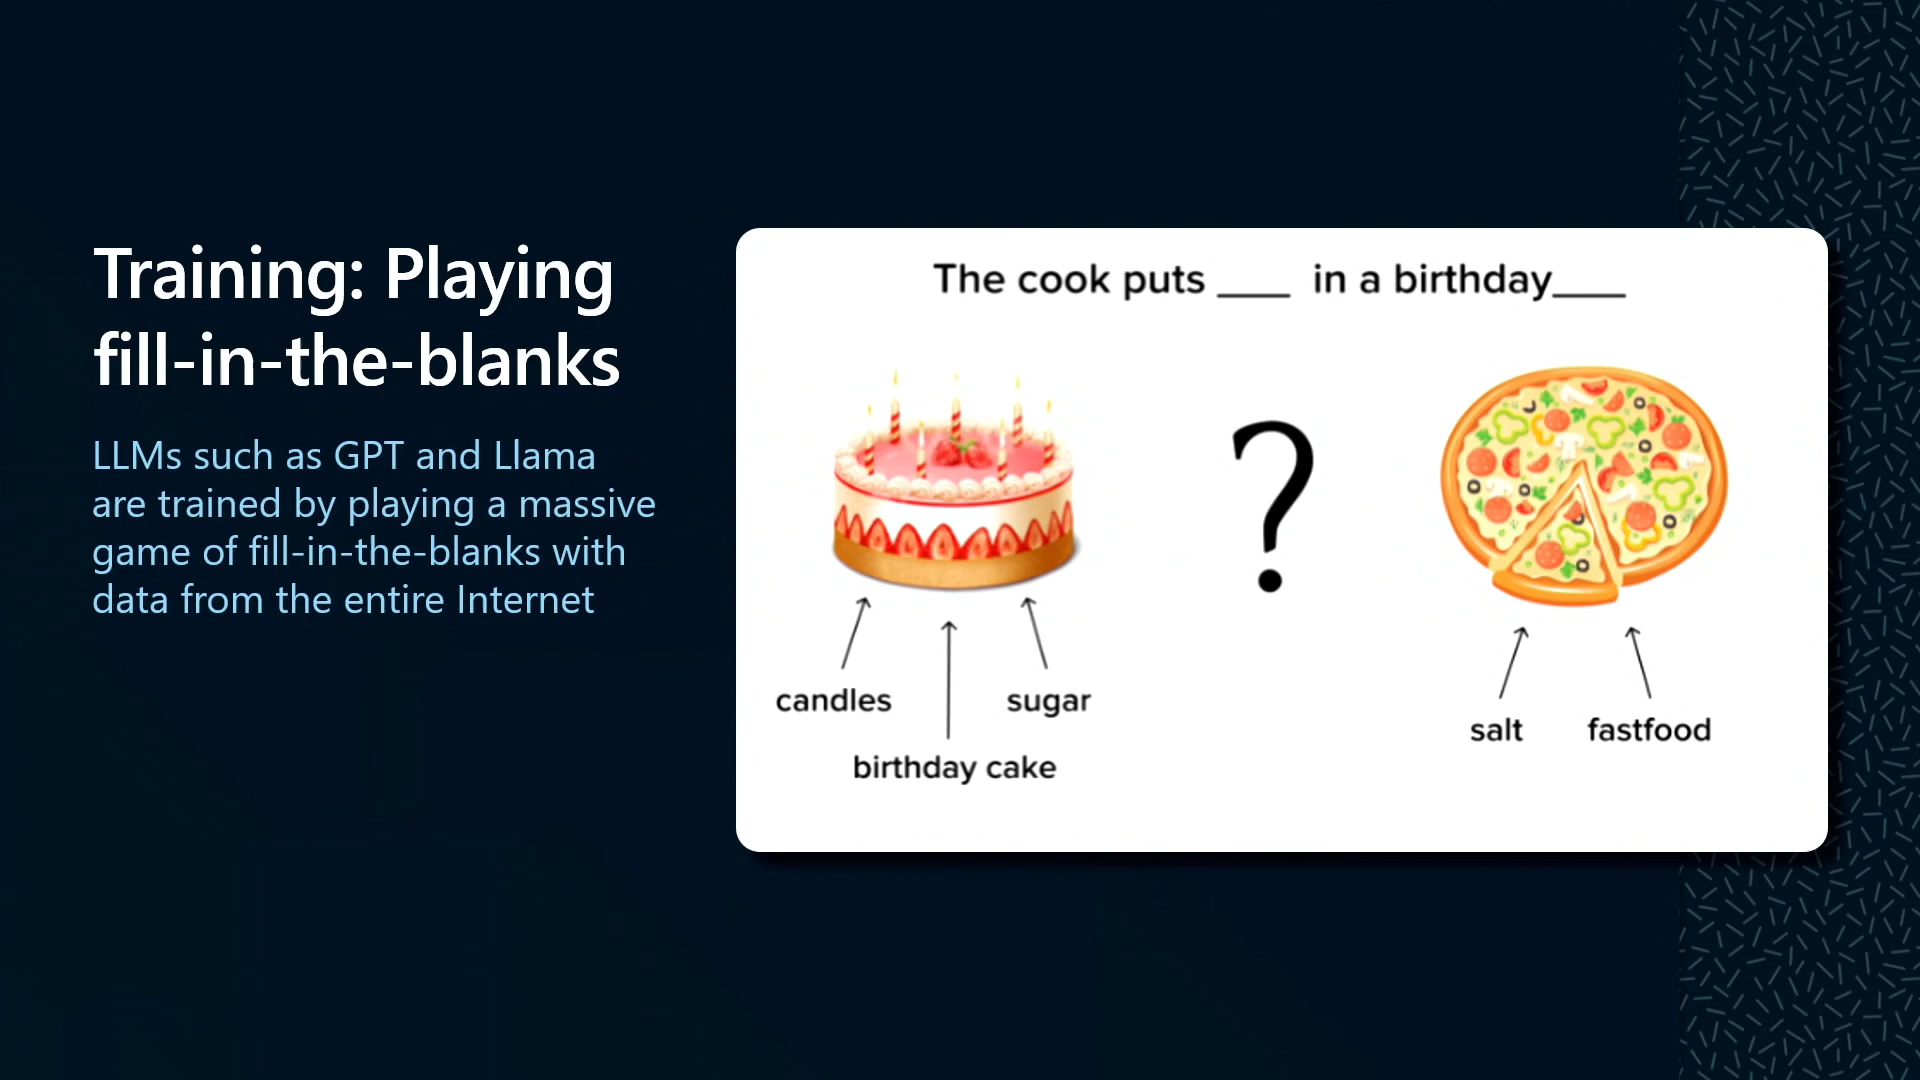 Training: Playing
fill-in-the-blanks
LLMs such as GPT and Llama
are trained by playing a massive
game of fill-in-the-blanks with
data from the entire Internet
The cook puts ____ in a birthday____
?
candles
sugar
birthday cake
salt
fastfood